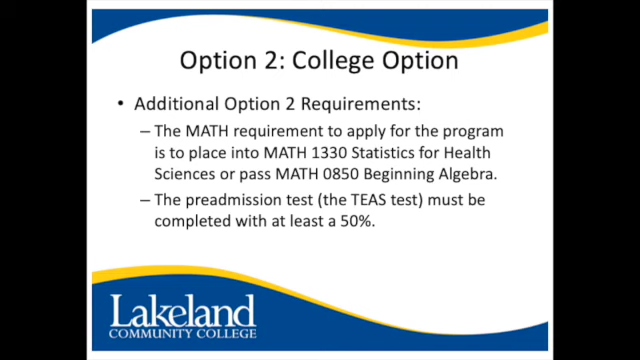 Option 2: College Option
• Additional Option 2 Requirements:
– The MATH requirement to apply for the program
is to place into MATH 1330 Statistics for Health
Sciences or pass MATH 0850 Beginning Algebra.
– The preadmission test (the TEAS test) must be
completed with at least a 50%.
Lakeland
COMMUNITY COLLEGE